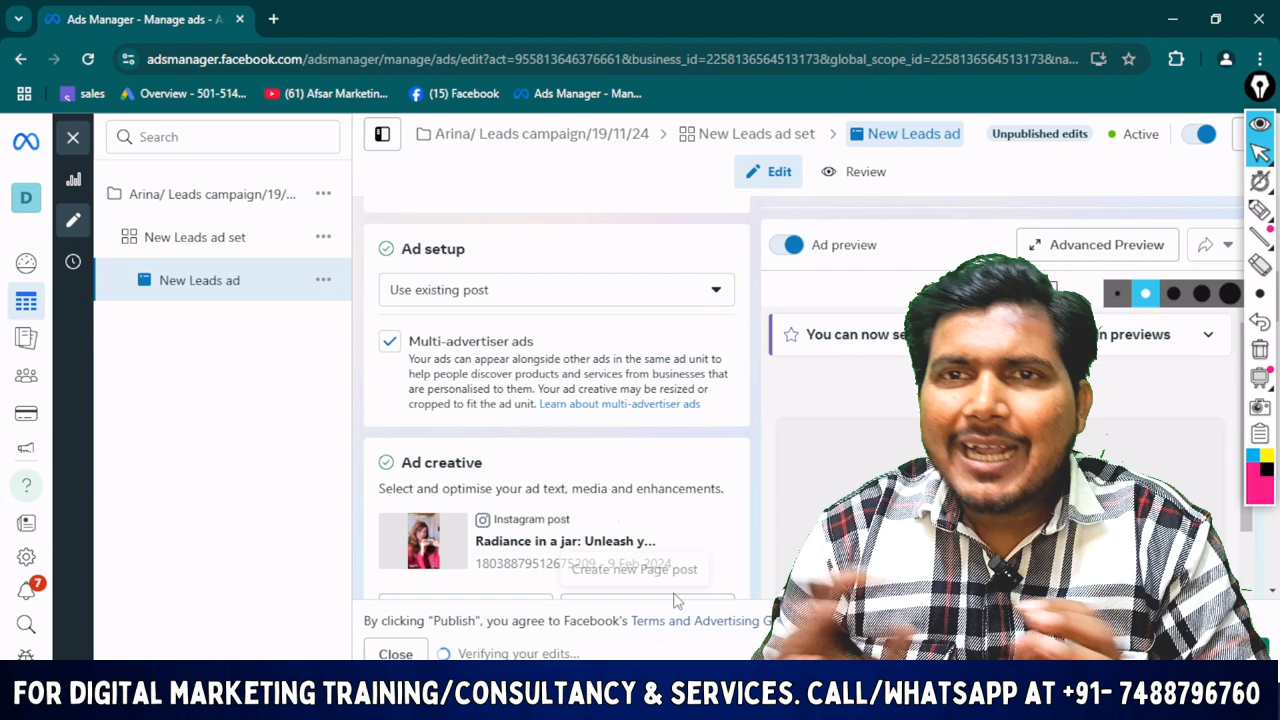 Ads Manager - Manage ads - A
adsmanager.facebook.com/adsmanager/manage/ads/edit?act=955813646376661&business_id=2258136564513173&global_scope_id=2258136564513173&na...
sales
Overview - 501-514...
(61) Afsar Marketin...
(15) Facebook
Ads Manager - Man...
Search
Arina/ Leads campaign/19/11/24
New Leads ad set
New Leads ad
Unpublished edits
Active
D
Edit
Review
Arina/ Leads campaign/19/...
New Leads ad set
New Leads ad
Ad setup
Use existing post
Multi-advertiser ads
Your ads can appear alongside other ads in the same ad unit to
help people discover products and services from businesses that
are personalised to them. Your ad creative may be resized or
cropped to fit the ad unit. Learn about multi-advertiser ads
Ad preview
Advanced Preview
You can now
n previews
Ad creative
Select and optimise your ad text, media and enhancements.
Instagram post
Radiance in a jar: Unleash y...
9 Feb 2024
Create new Page post
7
By clicking "Publish", you agree to Facebook's Terms and Advertising G
Close
Verifying your edits...
FOR DIGITAL MARKETING TRAINING/CONSULTANCY & SERVICES. CALL/WHATSAPP AT +91- 7488796760